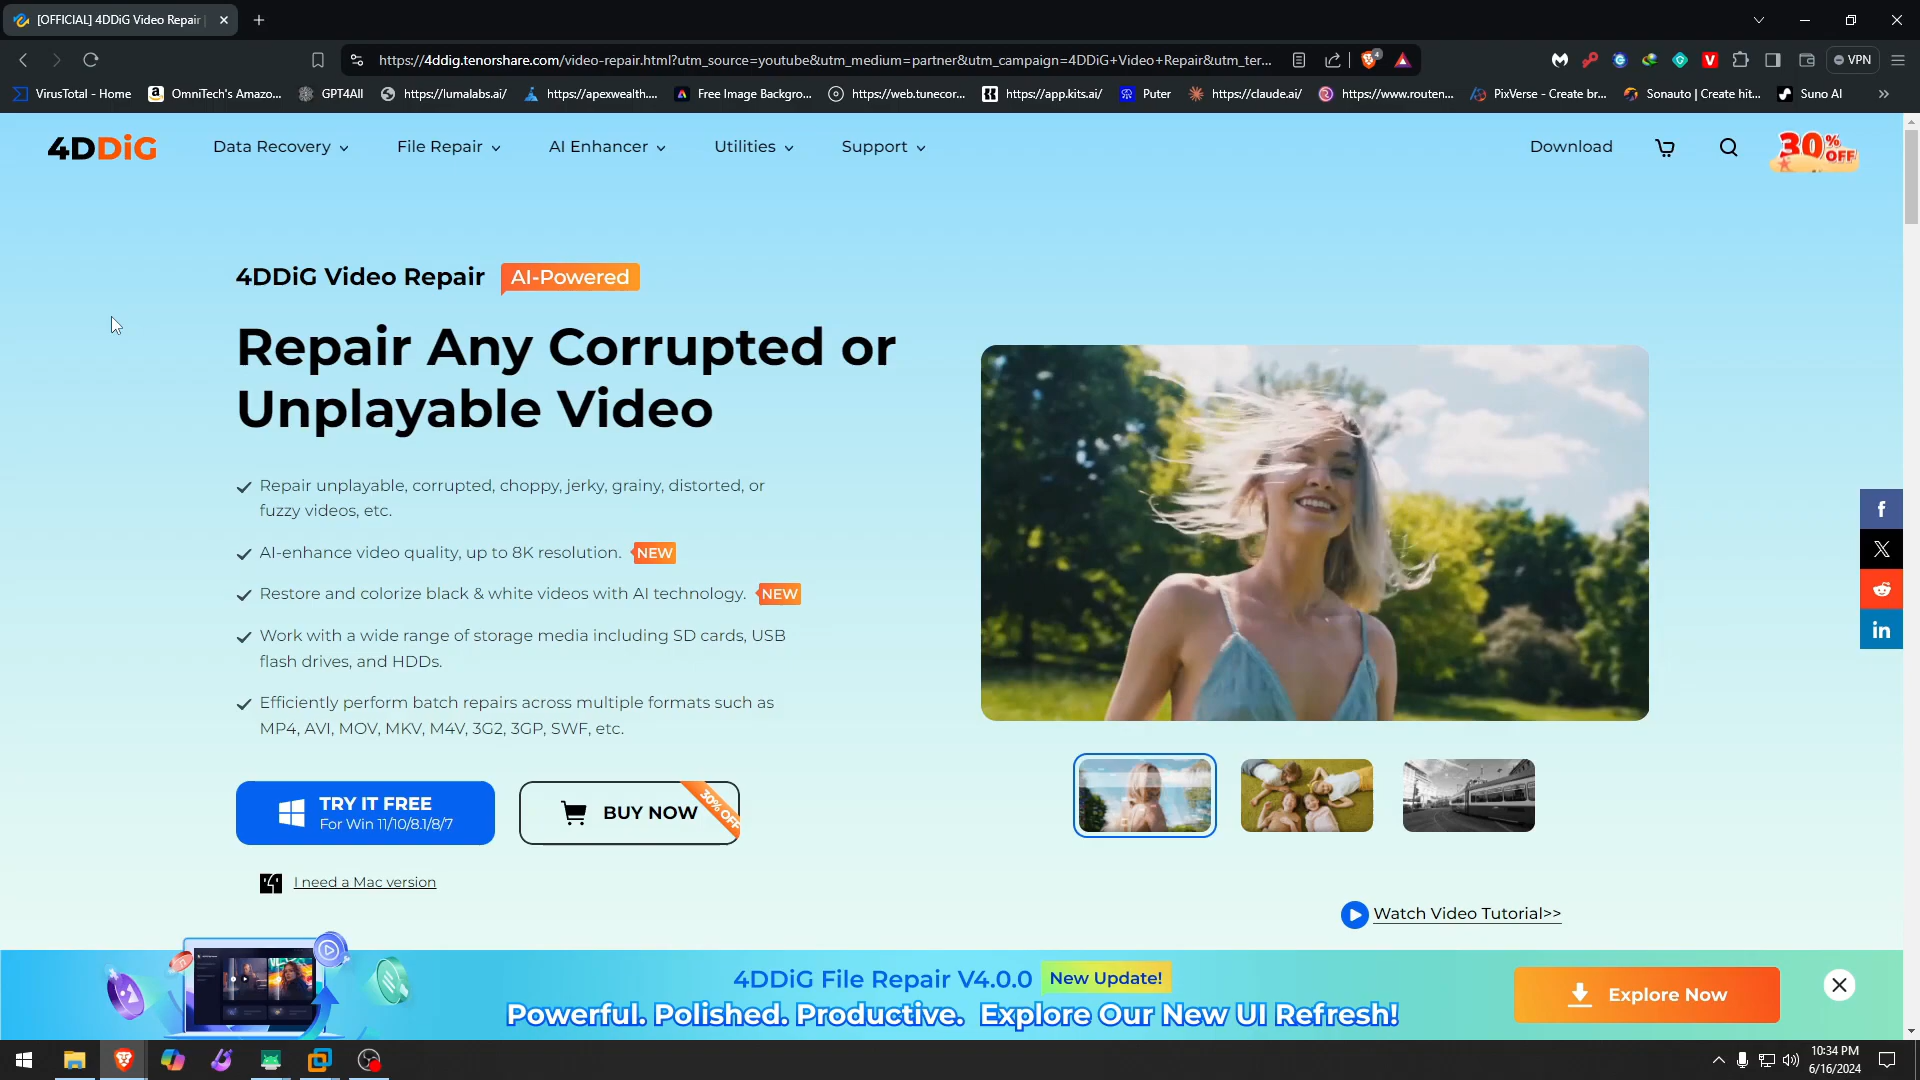 [OFFICIAL] 4DDiG Video Repair
https://4ddig.tenorshare.com/video-repair.html?utm_source=youtube&utm_medium=partner&utm_campaign=4DDiG+Video+Repair&utm_ter...
4
VPN
VirusTotal - Home
OmniTech's Amazo...
GPT4All
https://lumalabs.ai/
https://apexwealth....
Free Image Backgro...
https://web.tunecor...
https://app.kits.ai/
Puter
https://claude.ai/
https://www.routen...
PixVerse - Create br...
Sonauto | Create hit...
Suno AI
4DDiG
Data Recovery
File Repair
AI Enhancer
Utilities
Support
Download
30% OFF
4DDiG Video Repair
AI-Powered
Repair Any Corrupted or
Unplayable Video
Repair unplayable, corrupted, choppy, jerky, grainy, distorted, or
fuzzy videos, etc.
AI-enhance video quality, up to 8K resolution. NEW
Restore and colorize black & white videos with AI technology. NEW
Work with a wide range of storage media including SD cards, USB
flash drives, and HDDs.
Efficiently perform batch repairs across multiple formats such as
MP4, AVI, MOV, MKV, M4V, 3G2, 3GP, SWF, etc.
TRY IT FREE
For Win 11/10/8.1/8/7
BUY NOW
30% OFF
I need a Mac version
Watch Video Tutorial>>
4DDiG File Repair V4.0.0 New Update!
Powerful. Polished. Productive. Explore Our New UI Refresh!
Explore Now
10:34 PM
6/16/2024